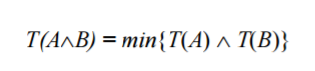 T(A∧B) = min{T(A) ∧ T(B)}